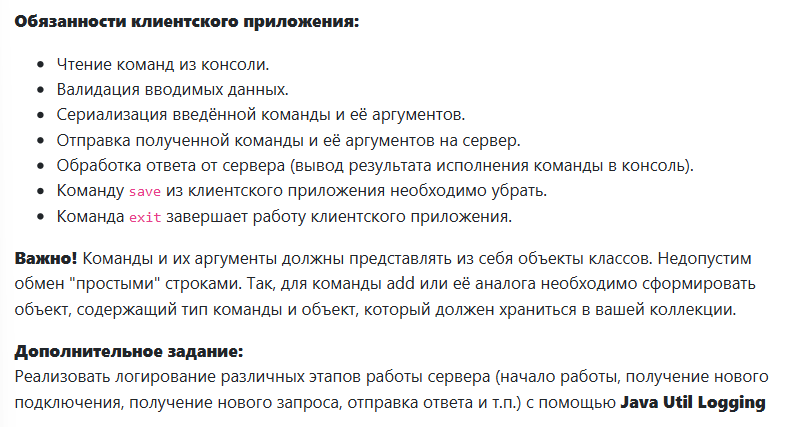 Обязанности клиентского приложения:
• Чтение команд из консоли.
• Валидация вводимых данных.
• Сериализация введённой команды и её аргументов.
• Отправка полученной команды и её аргументов на сервер.
• Обработка ответа от сервера (вывод результата исполнения команды в консоль).
• Команду save из клиентского приложения необходимо убрать.
• Команда exit завершает работу клиентского приложения.
Важно! Команды и их аргументы должны представлять из себя объекты классов. Недопустим
обмен "простыми" строками. Так, для команды add или её аналога необходимо сформировать
объект, содержащий тип команды и объект, который должен храниться в вашей коллекции.
Дополнительное задание:
Реализовать логирование различных этапов работы сервера (начало работы, получение нового
подключения, получение нового запроса, отправка ответа и т.п.) с помощью Java Util Logging